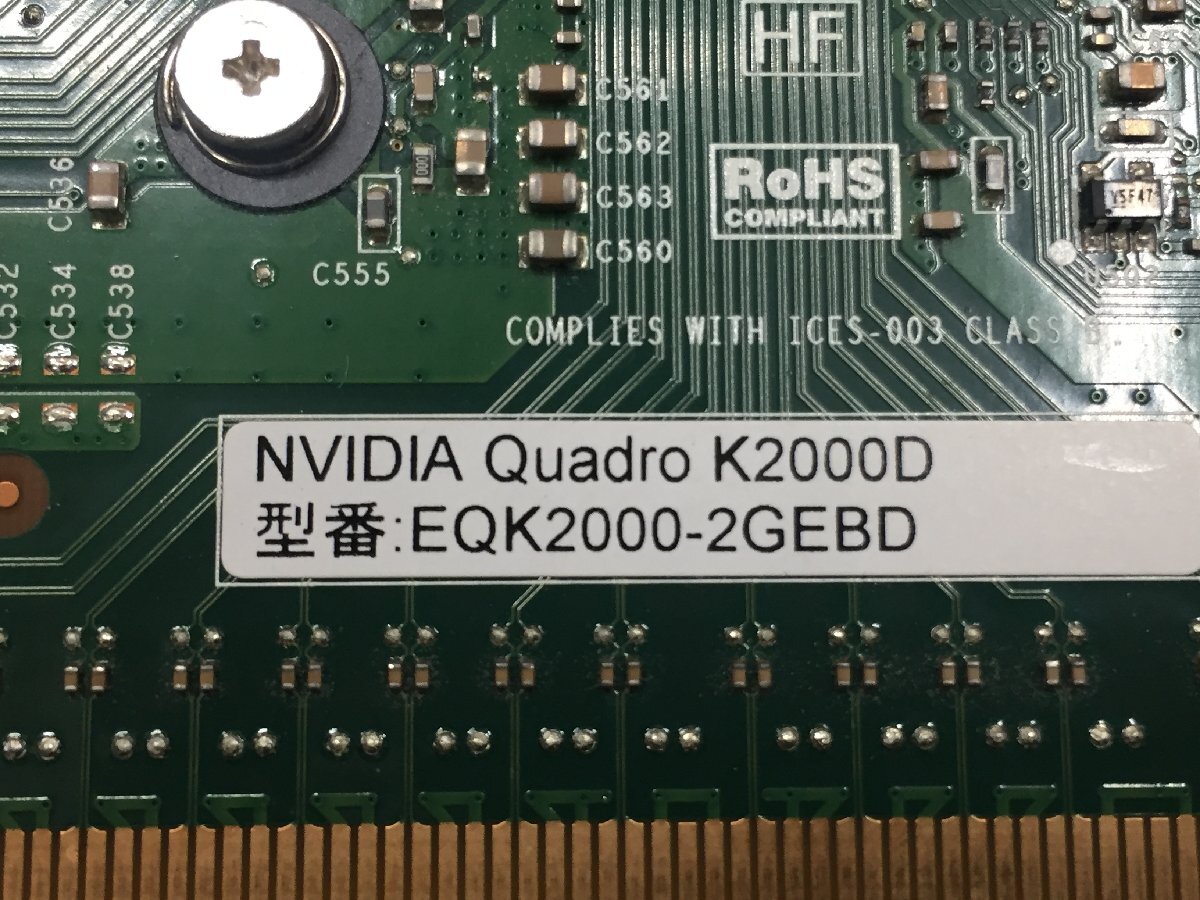 HF
C561
C562
C563
C560
RoHS
COMPLIANT
C536
C555
C532
C534
C538
COMPLIES WITH ICES-003 CLASS
NVIDIA Quadro K2000D
型番:EQK2000-2GEBD